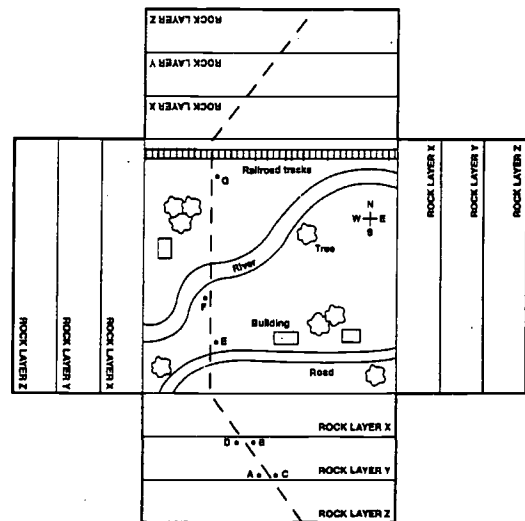 ROCK LAYER Z
ROCK LAYER Y
ROCK LAYER X
Railroad tracks
G
N
W E
S
Tree
River
F
Building
E
Road
ROCK LAYER Z
ROCK LAYER Y
ROCK LAYER X
ROCK LAYER X
ROCK LAYER Y
ROCK LAYER Z
ROCK LAYER X
D B
ROCK LAYER Y
A C
ROCK LAYER Z